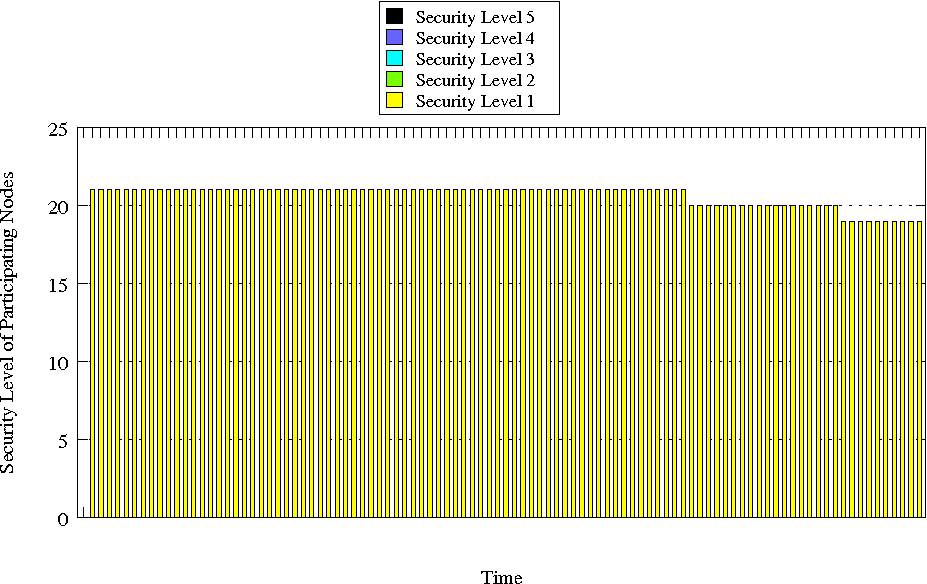 Security Level 5
Security Level 4
Security Level 3
Security Level 2
Security Level 1
25
20
15
10
5
0
Security Level of Participating Nodes
Time